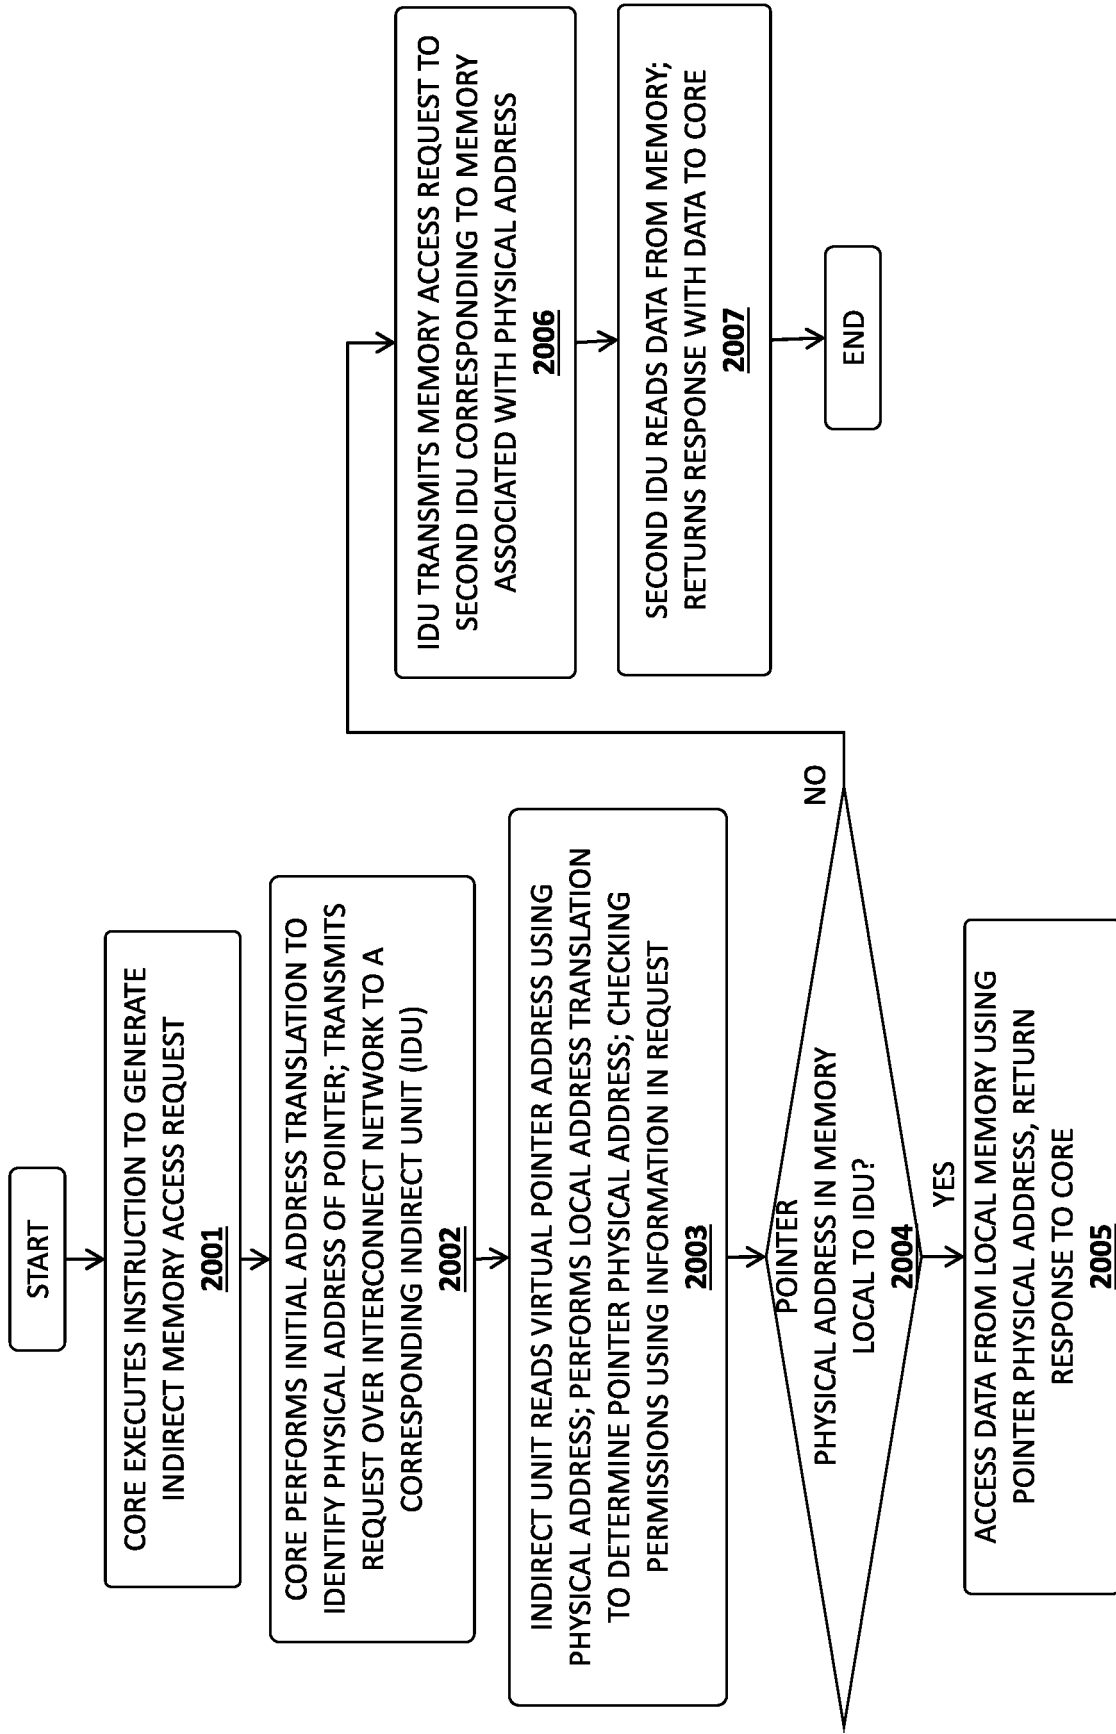 START
CORE EXECUTES INSTRUCTION TO GENERATE
INDIRECT MEMORY ACCESS REQUEST
2001
CORE PERFORMS INITIAL ADDRESS TRANSLATION TO
IDENTIFY PHYSICAL ADDRESS OF POINTER; TRANSMITS
REQUEST OVER INTERCONNECT NETWORK TO A
CORRESPONDING INDIRECT UNIT (IDU)
2002
INDIRECT UNIT READS VIRTUAL POINTER ADDRESS USING
PHYSICAL ADDRESS; PERFORMS LOCAL ADDRESS TRANSLATION
TO DETERMINE POINTER PHYSICAL ADDRESS; CHECKING
PERMISSIONS USING INFORMATION IN REQUEST
2003
POINTER
PHYSICAL ADDRESS IN MEMORY
LOCAL TO IDU?
2004
NO
YES
ACCESS DATA FROM LOCAL MEMORY USING
POINTER PHYSICAL ADDRESS, RETURN
RESPONSE TO CORE
2005
IDU TRANSMITS MEMORY ACCESS REQUEST TO
SECOND IDU CORRESPONDING TO MEMORY
ASSOCIATED WITH PHYSICAL ADDRESS
2006
SECOND IDU READS DATA FROM MEMORY;
RETURNS RESPONSE WITH DATA TO CORE
2007
END